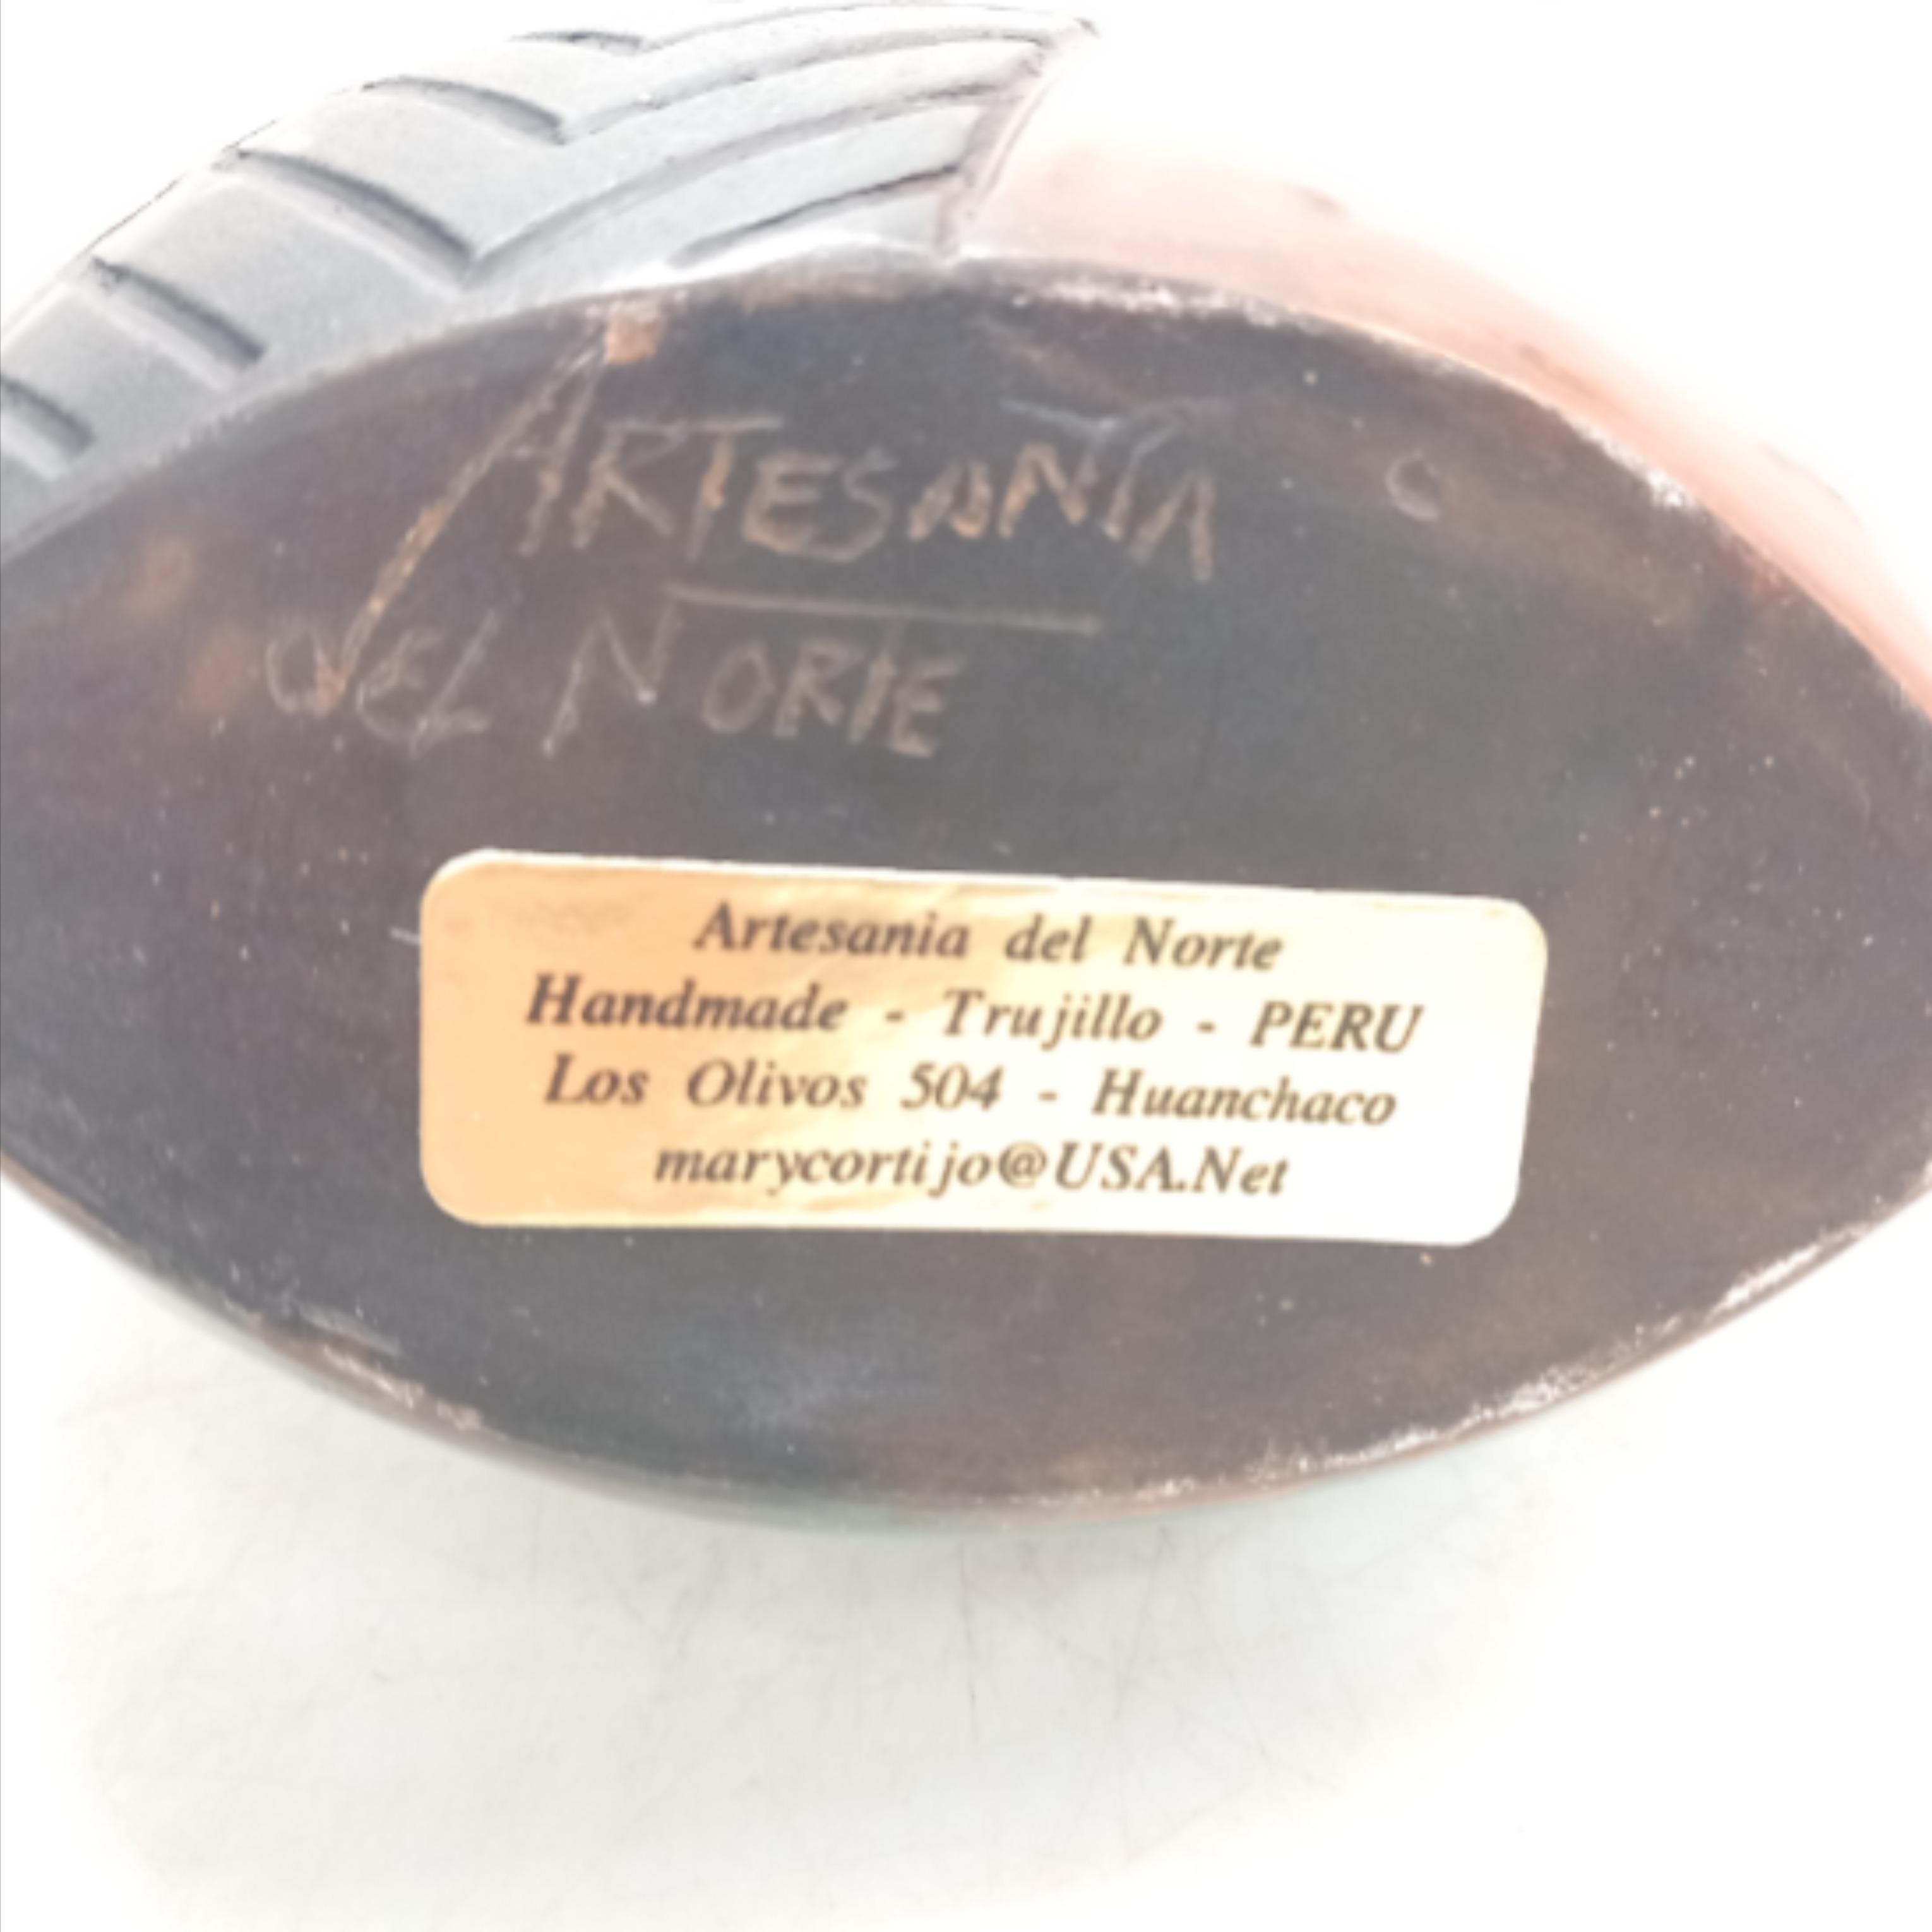 ARTESANIA
DEL NORTE
Artesania del Norte
Handmade - Trujillo - PERU
Los Olivos 504 - Huanchaco
marycortijo@USA.Net